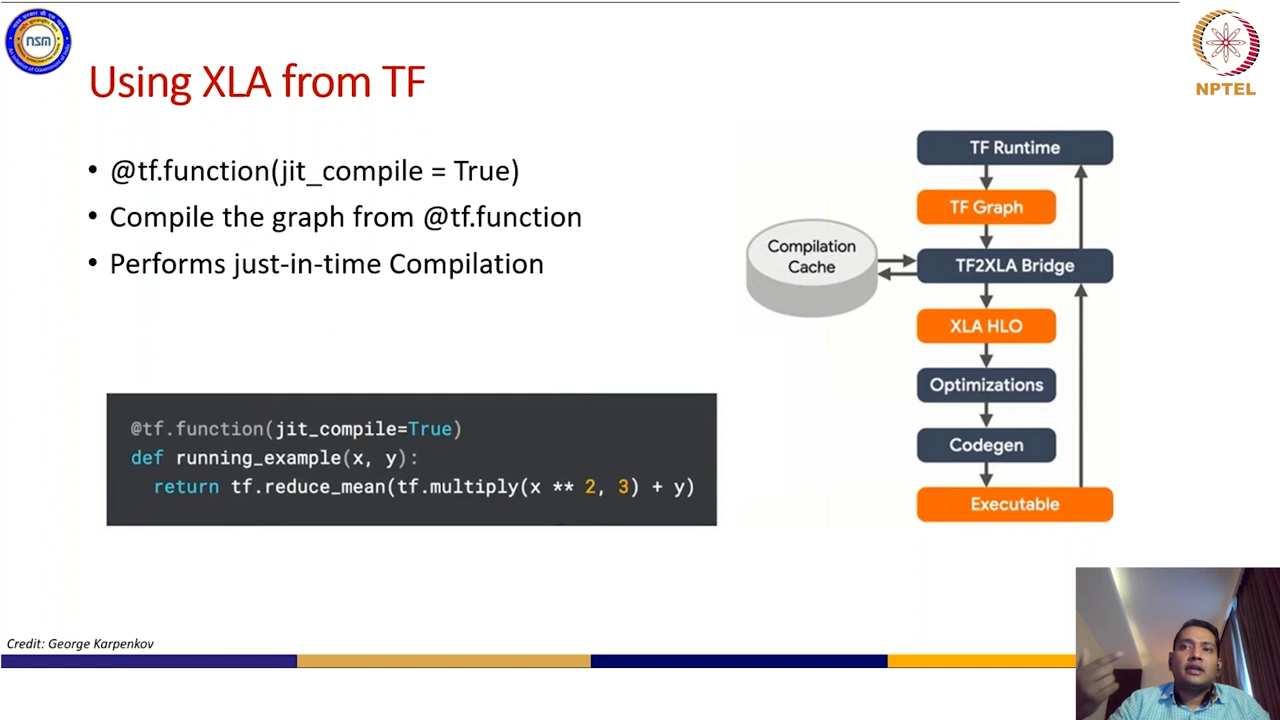 nsm
NPTEL
Using XLA from TF
• @tf.function(jit_compile = True)
• Compile the graph from @tf.function
• Performs just-in-time Compilation
@tf.function(jit_compile=True)
def running_example(x, y):
return tf.reduce_mean(tf.multiply(x ** 2, 3) + y)
TF Runtime
TF Graph
Compilation
Cache
TF2XLA Bridge
XLA HLO
Optimizations
Codegen
Executable
Credit: George Karpenkov